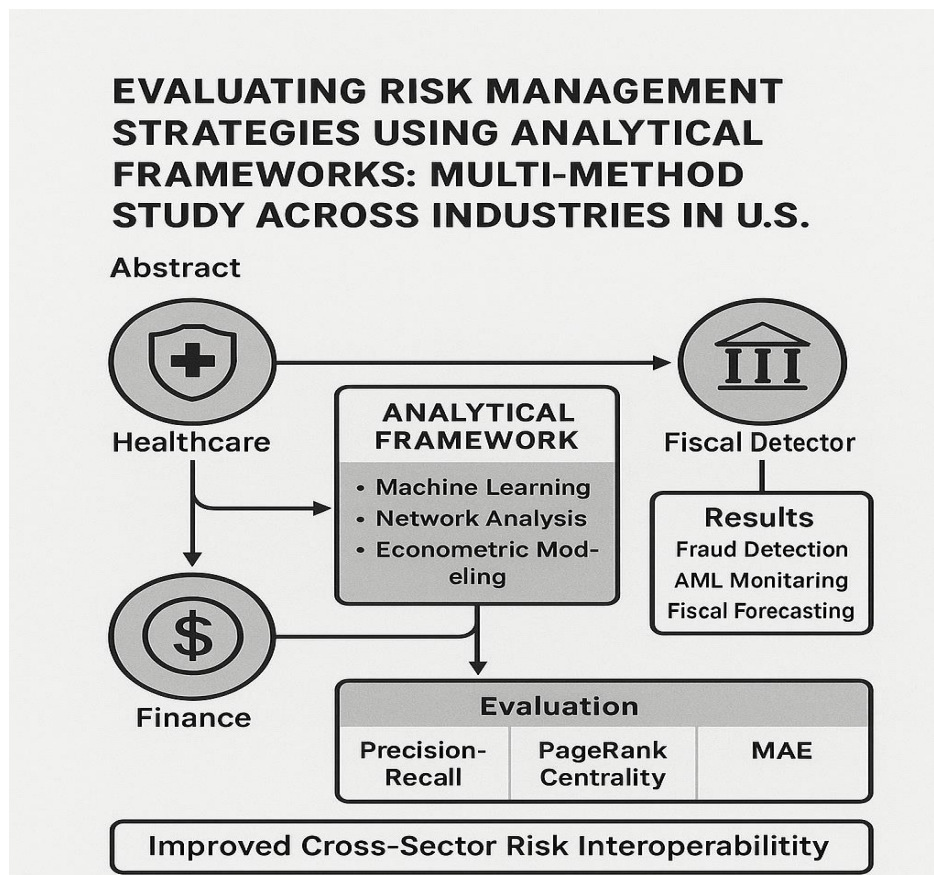 EVALUATING RISK MANAGEMENT
STRATEGIES USING ANALYTICAL
FRAMEWORKS: MULTI-METHOD
STUDY ACROSS INDUSTRIES IN U.S.
Abstract
Healthcare
ANALYTICAL
FRAMEWORK
• Machine Learning
• Network Analysis
• Econometric Mod-
eling
Fiscal Detector
Results
Fraud Detection
AML Monitaring
Fiscal Forecasting
$
Finance
Evaluation
Precision-
Recall
PageRank
Centrality
MAE
Improved Cross-Sector Risk Interoperabilitity